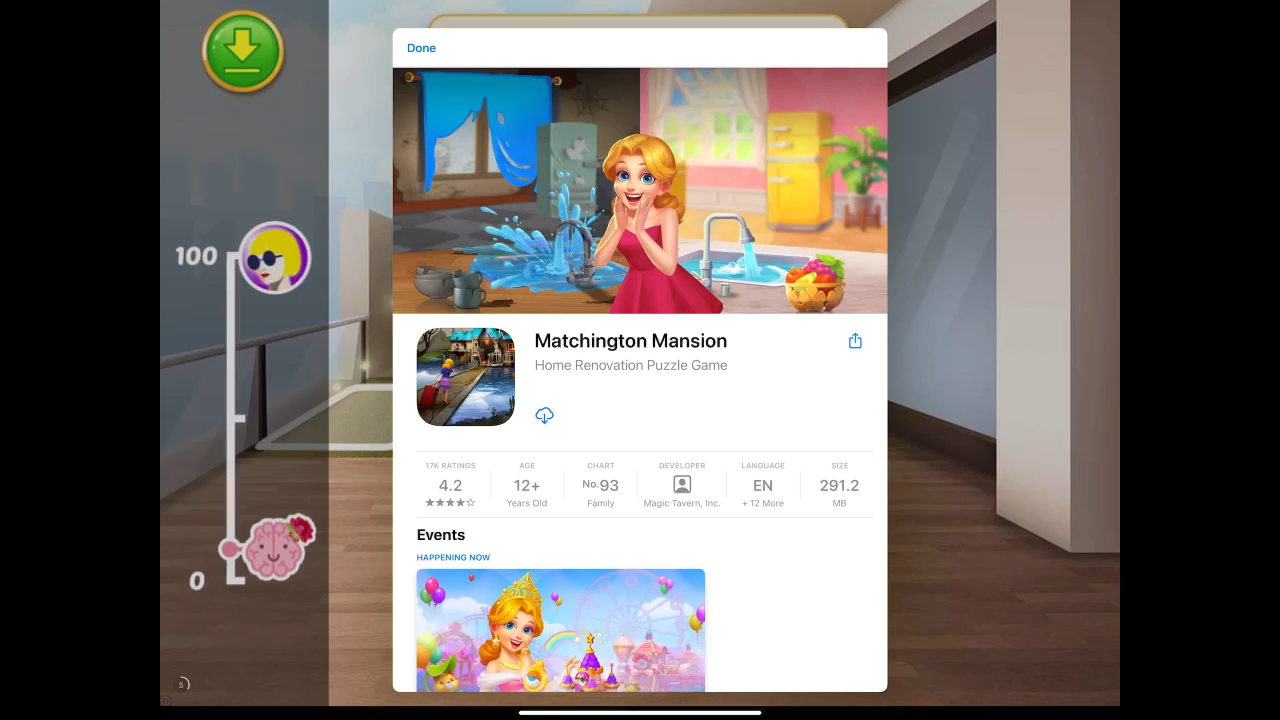 Done
100
0
5
Matchington Mansion
Home Renovation Puzzle Game
17K RATINGS
4.2
★★★★☆
AGE
12+
Years Old
CHART
No.93
Family
DEVELOPER
Magic Tavern, Inc.
LANGUAGE
EN
+ 12 More
SIZE
291.2
MB
Events
HAPPENING NOW